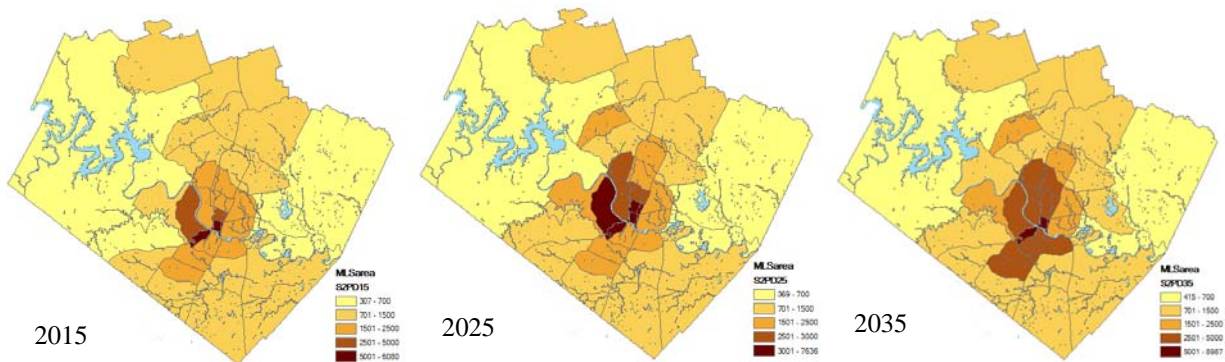 2015
MLSarea
S2PD15
307 - 700
701 - 1500
1501 - 2500
2501 - 5000
5001 - 6080
2025
MLSarea
S2PD25
369 - 700
701 - 1500
1501 - 2500
2501 - 3000
3001 - 7636
2035
MLSarea
S2PD35
415 - 700
701 - 1500
1501 - 2500
2501 - 5000